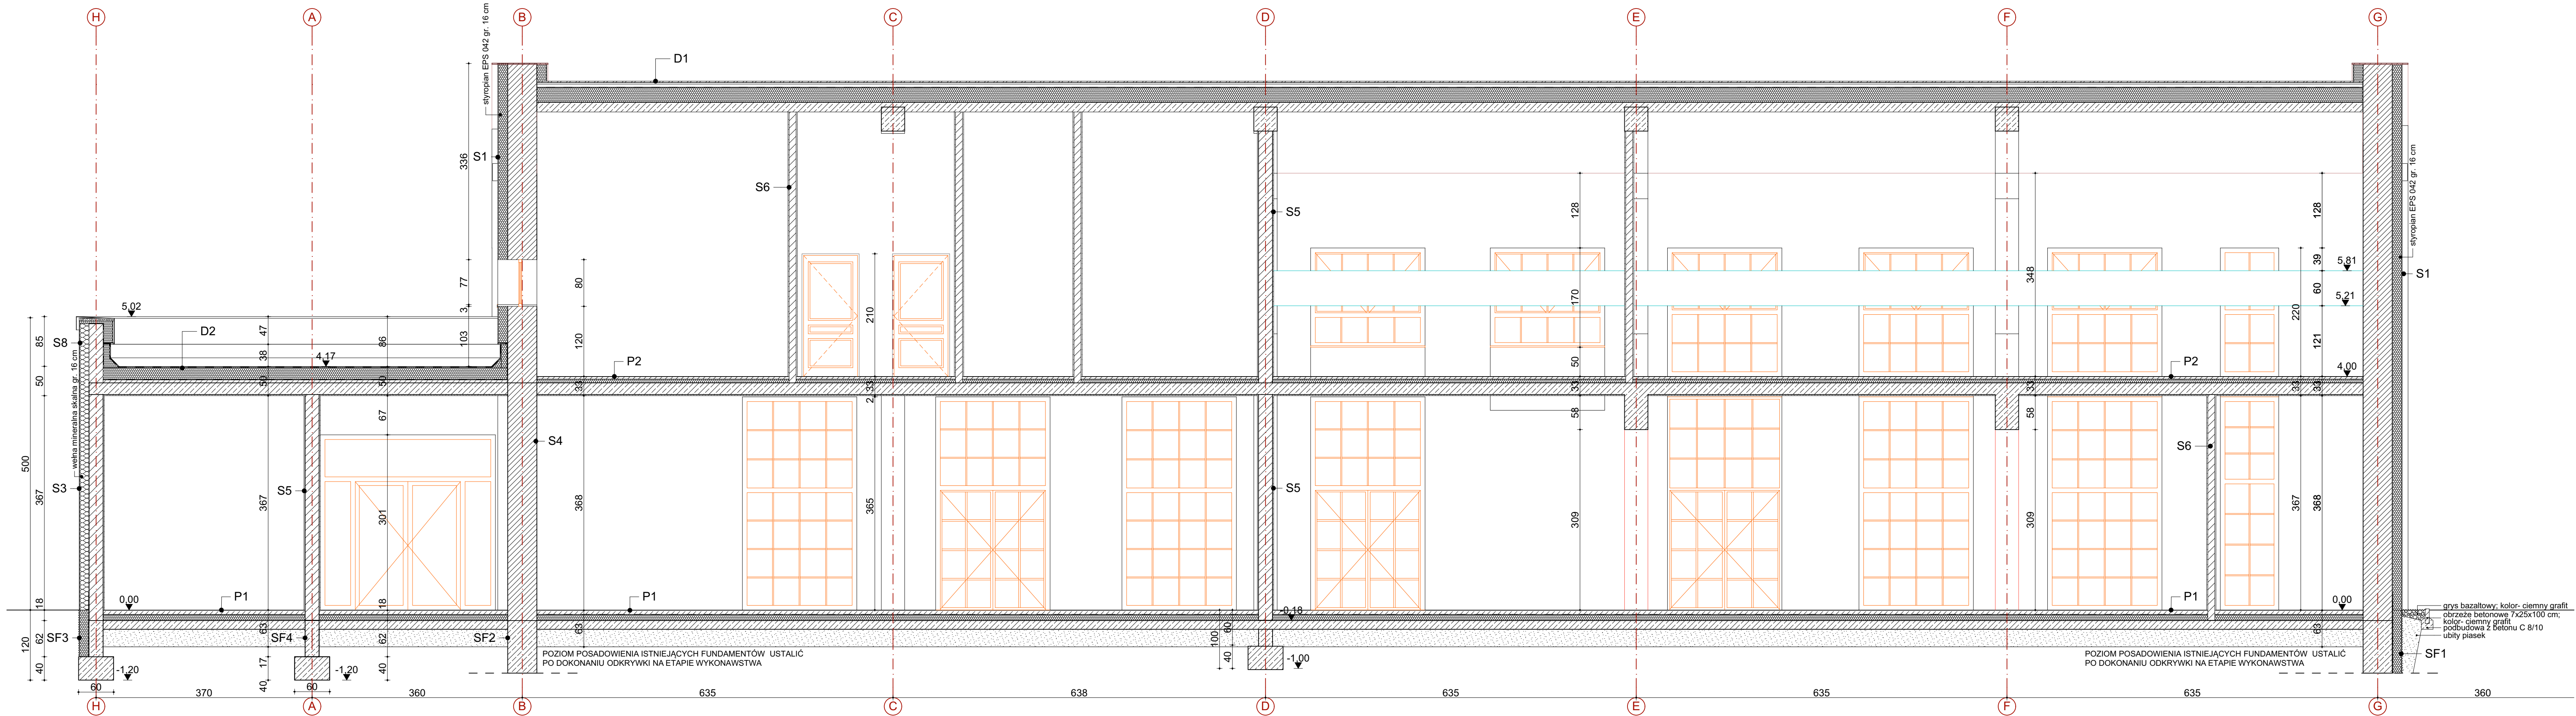 H
A
B
C
D
E
F
G
styropian EPS 042 gr. 16 cm
D1
336
S1
S6
S5
128
348
128
styropian EPS 042 gr. 16 cm
S1
77
3
103
80
120
210
170
50
39
60
220
121
5,81
5,21
5,02
47
86
D2
38
4,17
85
S8
wełna mineralna skalna gr. 16 cm
50
50
50
P2
33
33
2
33
33
33
33
P2
4,00
67
58
58
S4
S6
500
367
S3
367
S5
301
368
365
S5
309
309
367
368
18
0,00
P1
18
P1
-0,18
P1
0,00
grys bazaltowy; kolor- ciemny grafit
obrzeże betonowe 7x25x100 cm;
kolor- ciemny grafit
podbudowa z betonu C 8/10
ubity piasek
120
62
SF3
63
SF4
62
SF2
63
100
60
63
SF1
40
-1,20
17
40
-1,20
40
POZIOM POSADOWIENIA ISTNIEJĄCYCH FUNDAMENTÓW USTALIĆ
PO DOKONANIU ODKRYWKI NA ETAPIE WYKONAWSTWA
40
-1,00
POZIOM POSADOWIENIA ISTNIEJĄCYCH FUNDAMENTÓW USTALIĆ
PO DOKONANIU ODKRYWKI NA ETAPIE WYKONAWSTWA
60
370
60
360
635
638
635
635
635
360
H
A
B
C
D
E
F
G